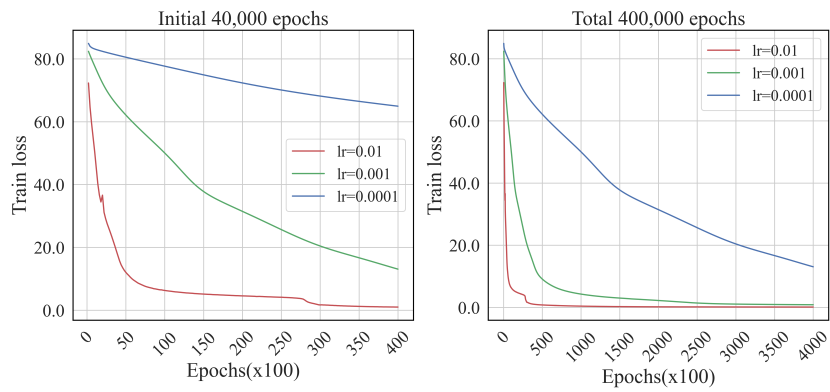 Initial 40,000 epochs
Train loss
80.0
60.0
40.0
20.0
0.0
lr=0.01
lr=0.001
lr=0.0001
0 50 100 150 200 250 300 350 400
Epochs(x100)
Total 400,000 epochs
Train loss
80.0
60.0
40.0
20.0
0.0
lr=0.01
lr=0.001
lr=0.0001
0 500 1000 1500 2000 2500 3000 3500 4000
Epochs(x100)